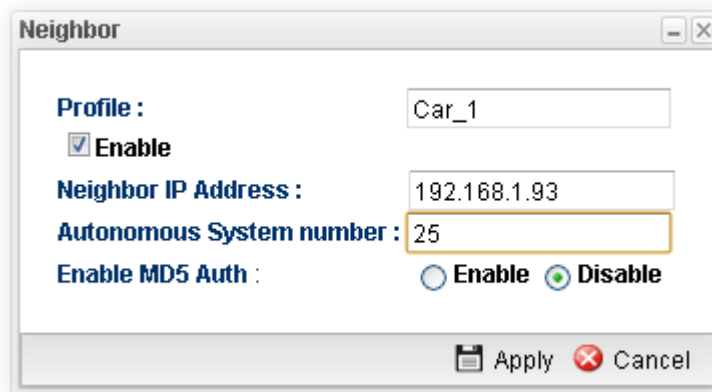 Neighbor
Profile : Car_1
Enable
Neighbor IP Address : 192.168.1.93
Autonomous System number : 25
Enable MD5 Auth : Enable Disable
Apply Cancel